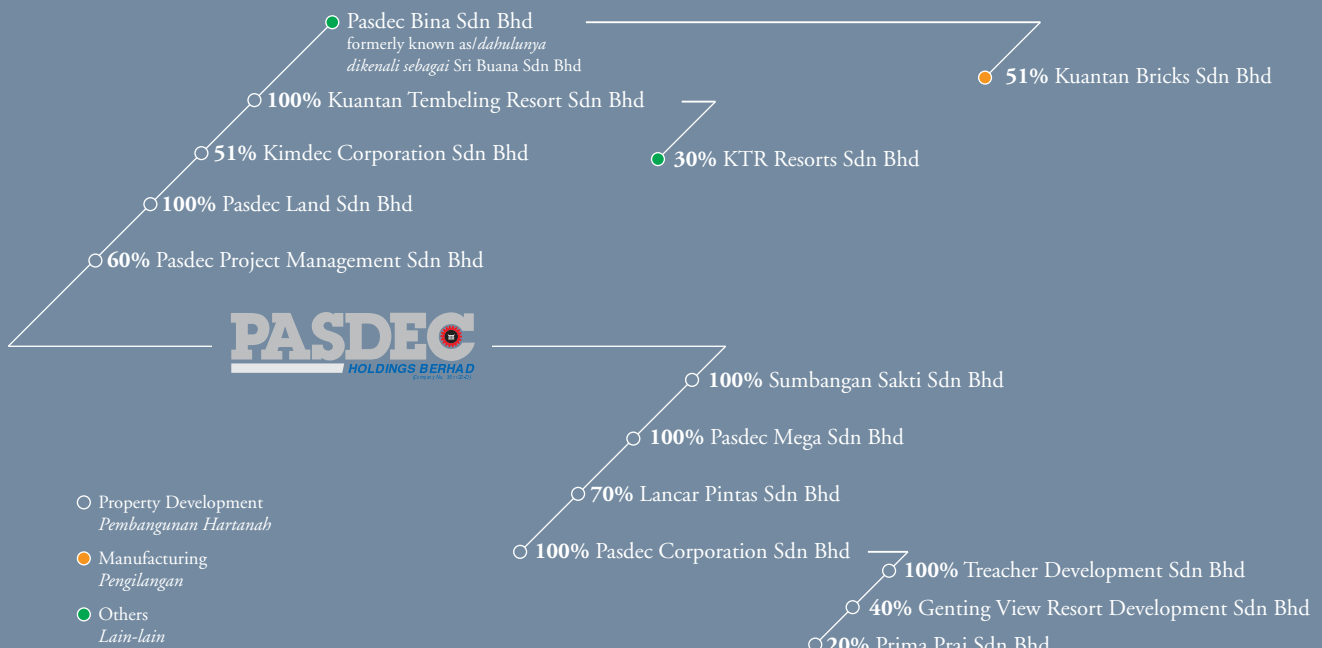 Pasdec Bina Sdn Bhd
formerly known as/dahulunya
dikenali sebagai Sri Buana Sdn Bhd
51% Kuantan Bricks Sdn Bhd
100% Kuantan Tembeling Resort Sdn Bhd
30% KTR Resorts Sdn Bhd
51% Kimdec Corporation Sdn Bhd
100% Pasdec Land Sdn Bhd
60% Pasdec Project Management Sdn Bhd
PASDEC
HOLDINGS BERHAD
100% Sumbangan Sakti Sdn Bhd
100% Pasdec Mega Sdn Bhd
70% Lancar Pintas Sdn Bhd
100% Pasdec Corporation Sdn Bhd
100% Treacher Development Sdn Bhd
40% Genting View Resort Development Sdn Bhd
20% Prima Prai Sdn Bhd
Property Development
Pembangunan Hartanah
Manufacturing
Pengilangan
Others
Lain-lain